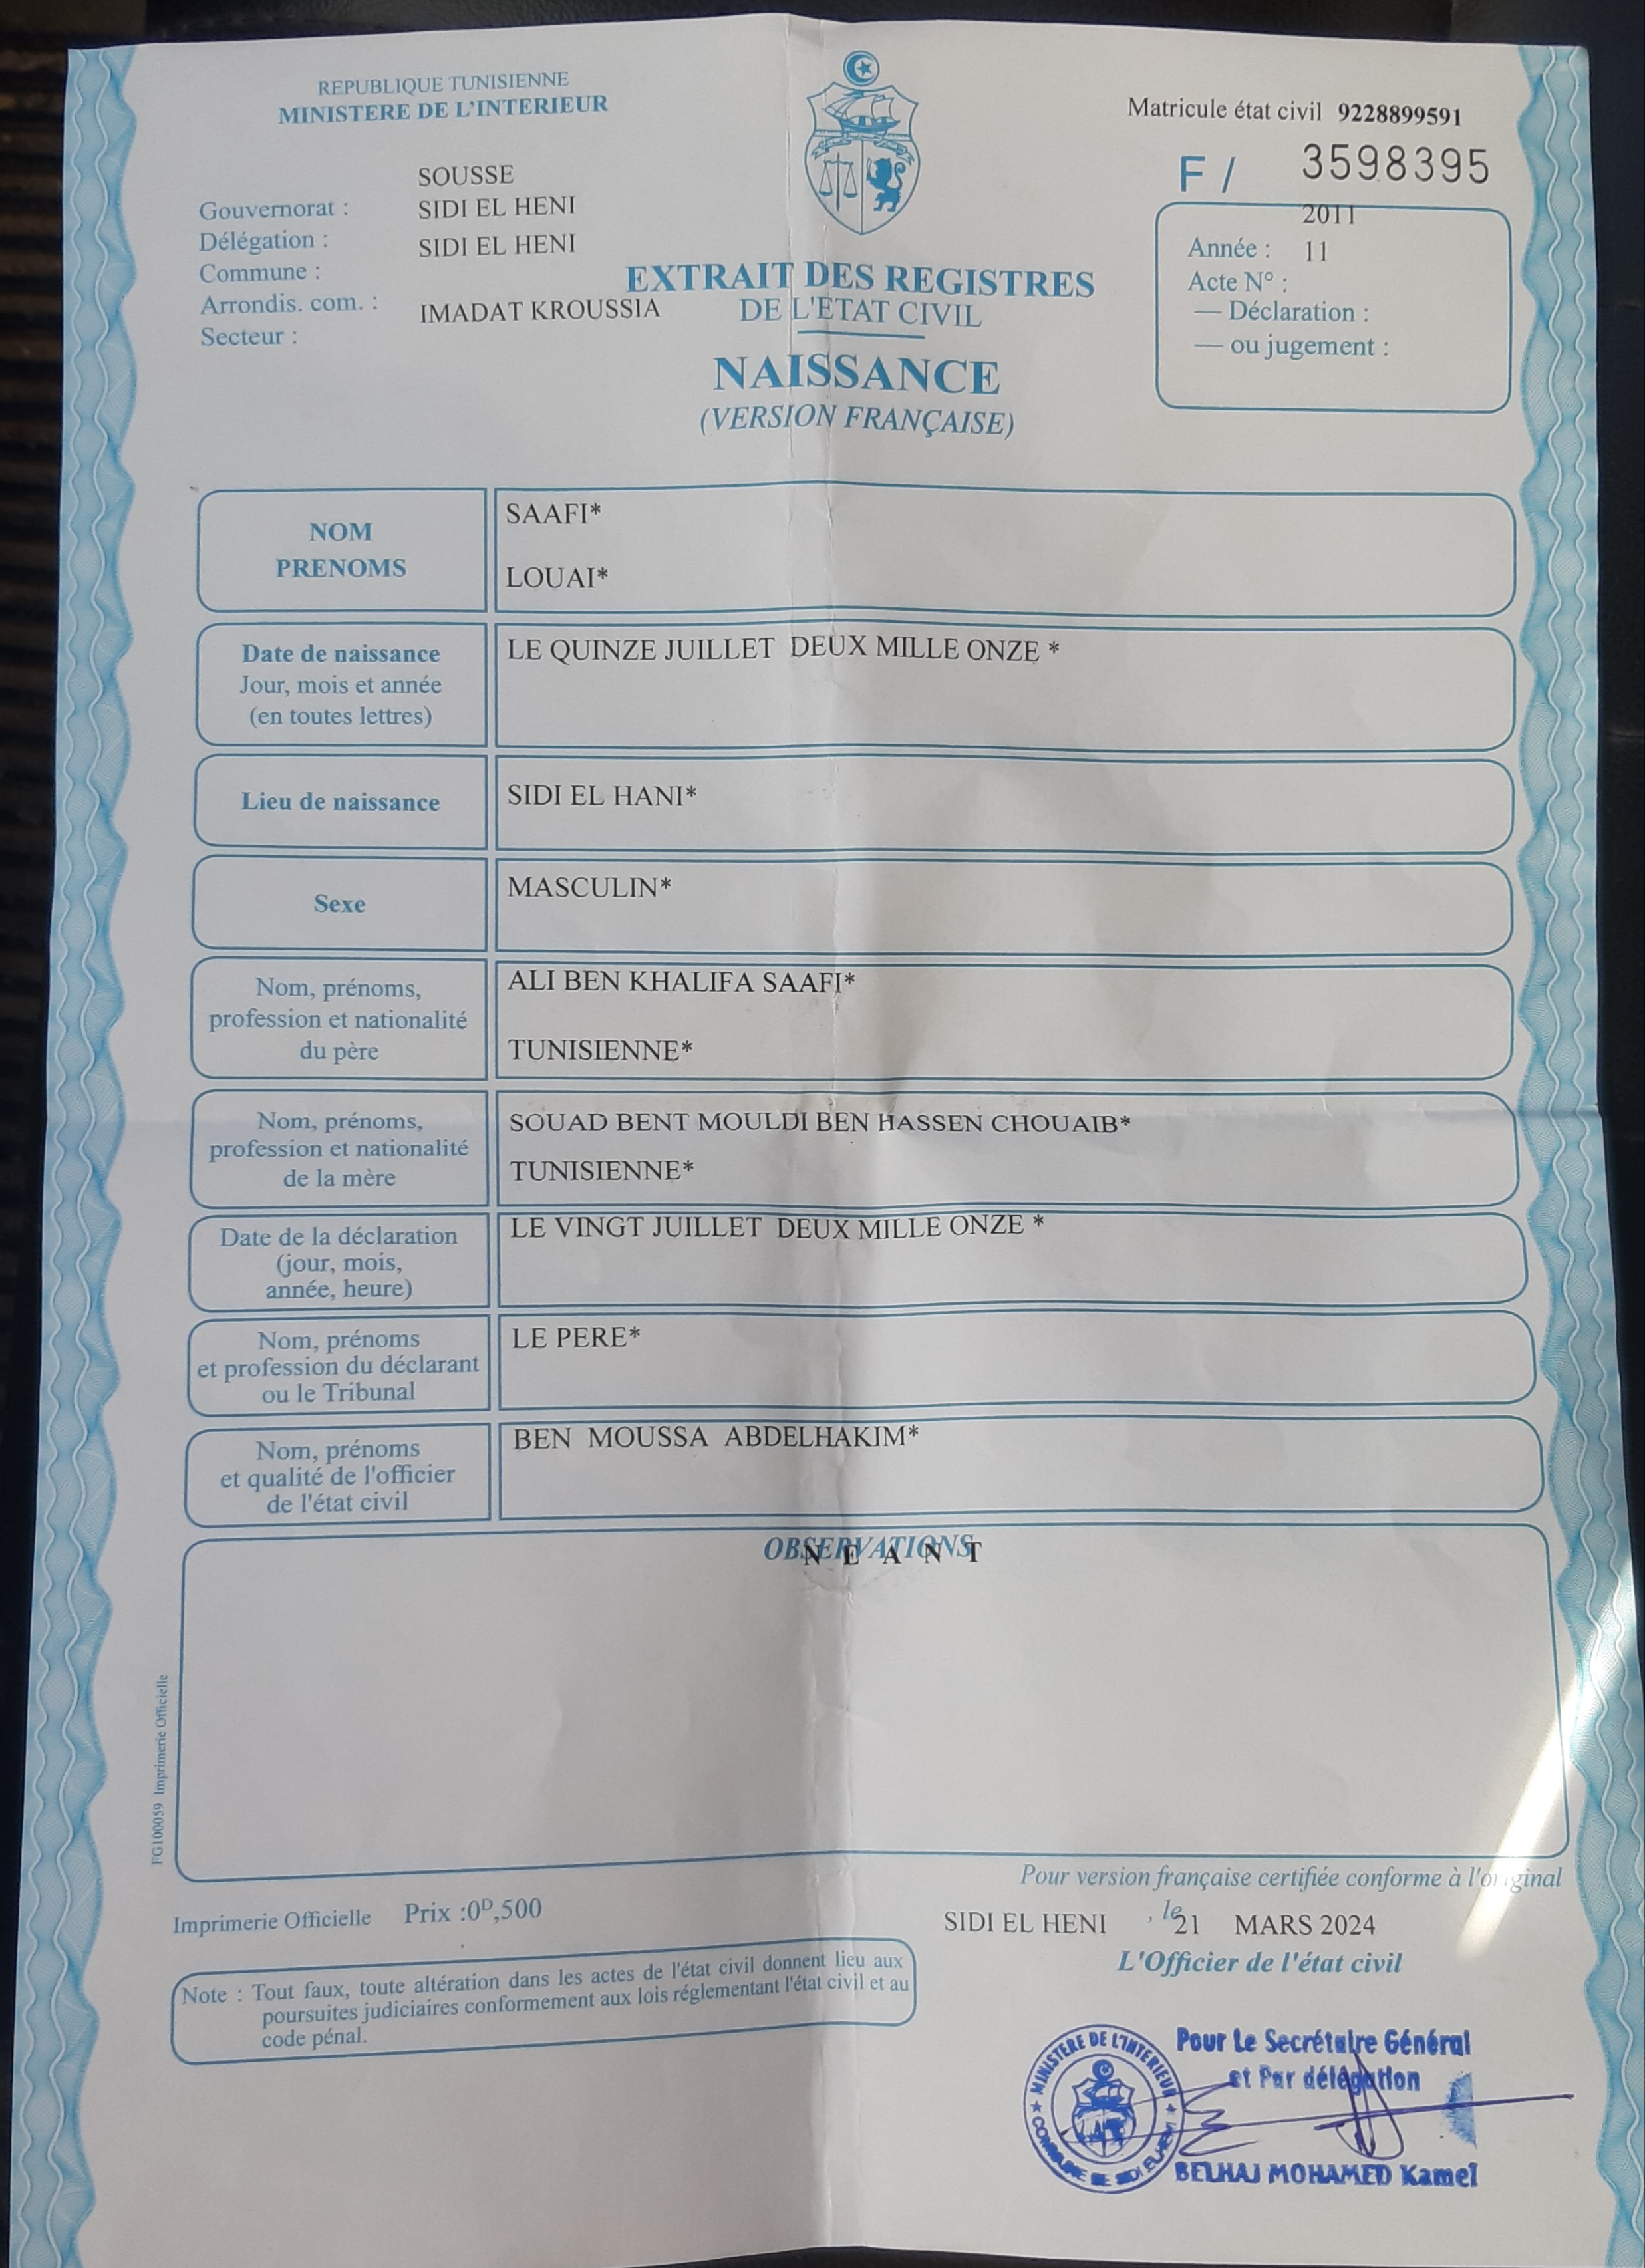 REPUBLIQUE TUNISIENNE
MINISTERE DE L'INTERIEUR
Matricule état civil 9228899591
F / 3598395
SOUSSE
Gouvernorat : SIDI EL HENI
Délégation : SIDI EL HENI
Commune :
Arrondis. com. : IMADAT KROUSSIA
Secteur :
2011
Année : 11
Acte N° :
— Déclaration :
— ou jugement :
EXTRAIT DES REGISTRES
DE L'ETAT CIVIL
NAISSANCE
(VERSION FRANÇAISE)
NOM
PRENOMS
SAAFI*
LOUAI*
Date de naissance
Jour, mois et année
(en toutes lettres)
LE QUINZE JUILLET DEUX MILLE ONZE *
Lieu de naissance
SIDI EL HANI*
Sexe
MASCULIN*
Nom, prénoms,
profession et nationalité
du père
ALI BEN KHALIFA SAAFI*
TUNISIENNE*
Nom, prénoms,
profession et nationalité
de la mère
SOUAD BENT MOULDI BEN HASSEN CHOUAIB*
TUNISIENNE*
Date de la déclaration
(jour, mois,
année, heure)
LE VINGT JUILLET DEUX MILLE ONZE *
Nom, prénoms
et profession du déclarant
ou le Tribunal
LE PERE*
Nom, prénoms
et qualité de l'officier
de l'état civil
BEN MOUSSA ABDELHAKIM*
OBSERVATIONS
N E A N T
FG100059 Imprimerie Officielle
Pour version française certifiée conforme à l'original
Imprimerie Officielle Prix :0D,500
SIDI EL HENI , le 21 MARS 2024
L'Officier de l'état civil
Note : Tout faux, toute altération dans les actes de l'état civil donnent lieu aux
poursuites judiciaires conformement aux lois réglementant l'état civil et au
code pénal.
MINISTERE DE L'INTERIEUR
COMMUNE DE SIDI ELHENI
Pour Le Secrétaire Général
et Par délégation
BELHAJ MOHAMED Kamel